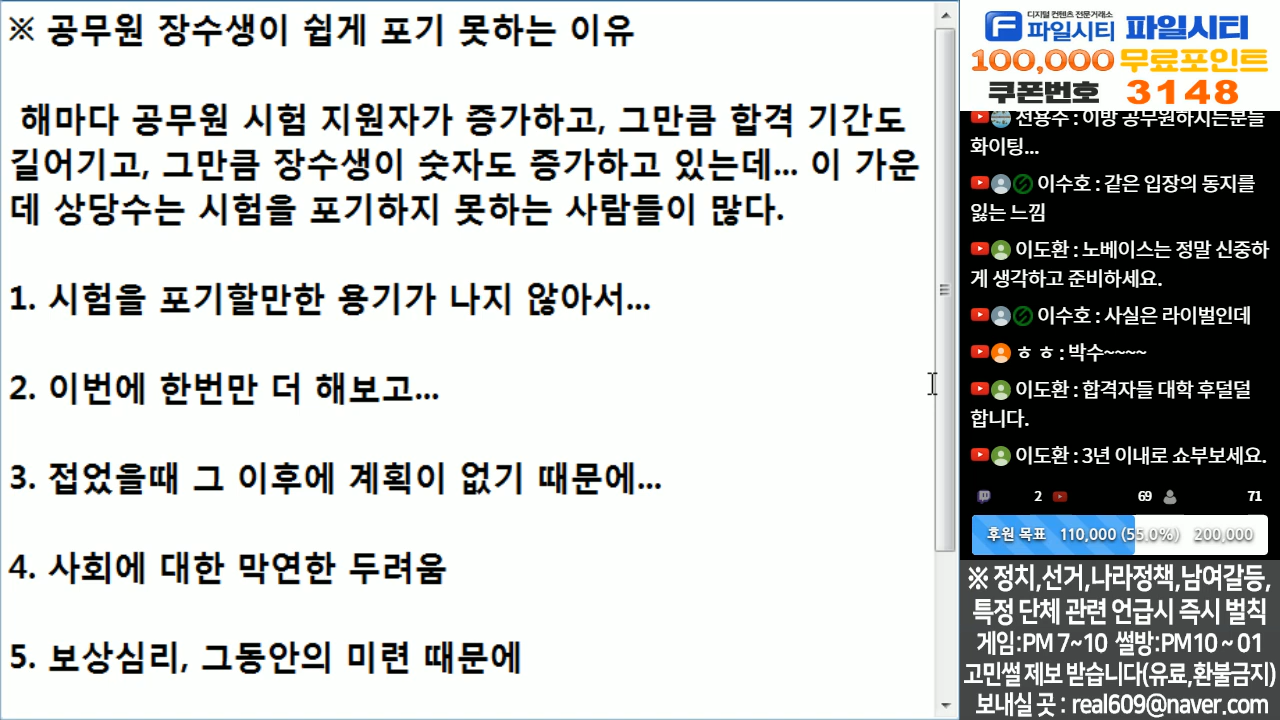 ※ 공무원 장수생이 쉽게 포기 못하는 이유
해마다 공무원 시험 지원자가 증가하고, 그만큼 합격 기간도
길어기고, 그만큼 장수생이 숫자도 증가하고 있는데... 이 가운
데 상당수는 시험을 포기하지 못하는 사람들이 많다.
1. 시험을 포기할만한 용기가 나지 않아서...
2. 이번에 한번만 더 해보고...
3. 접었을때 그 이후에 계획이 없기 때문에...
4. 사회에 대한 막연한 두려움
5. 보상심리, 그동안의 미련 때문에
디지털 컨텐츠 전문거래소
파일시티 파일시티
100,000 무료포인트
쿠폰번호 3148
전용수 : 이방 공무원하시는분들
화이팅...
이수호 : 같은 입장의 동지를
잃는 느낌
이도환 : 노베이스는 정말 신중하
게 생각하고 준비하세요.
이수호 : 사실은 라이벌인데
ㅎ ㅎ : 박수~~~~
이도환 : 합격자들 대학 후덜덜
합니다.
이도환 : 3년 이내로 쇼부보세요.
2 69 71
후원 목표 110,000 (55.0%) 200,000
※ 정치,선거,나라정책,남여갈등,
특정 단체 관련 언급시 즉시 벌칙
게임:PM 7~10 썰방:PM10 ~ 01
고민썰 제보 받습니다(유료,환불금지)
보내실 곳 : real609@naver.com